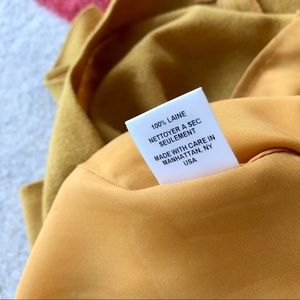 100% LAINE
NETTOYER A SEC
SEULEMENT
MADE WITH CARE IN
MANHATTAN, NY
USA